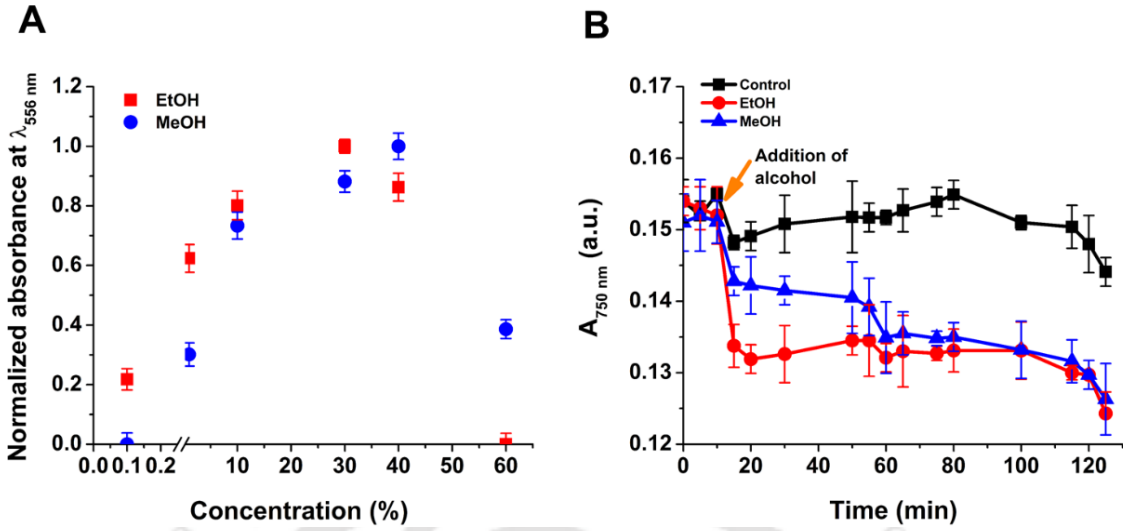 A
Normalized absorbance at λ556 nm
1.2
1.0
0.8
0.6
0.4
0.2
0.0
EtOH
MeOH
0.0 0.1 0.2 10 20 30 40 50 60
Concentration (%)
B
A750 nm (a.u.)
0.17
0.16
0.15
0.14
0.13
0.12
Control
EtOH
MeOH
Addition of
alcohol
0 20 40 60 80 100 120
Time (min)